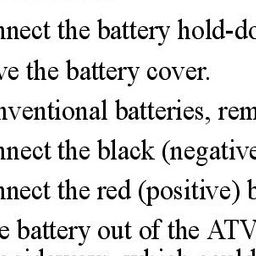 nnect the battery hold-do
ve the battery cover.
nventional batteries, rem
nnect the black (negative
nnect the red (positive) b
e battery out of the ATV